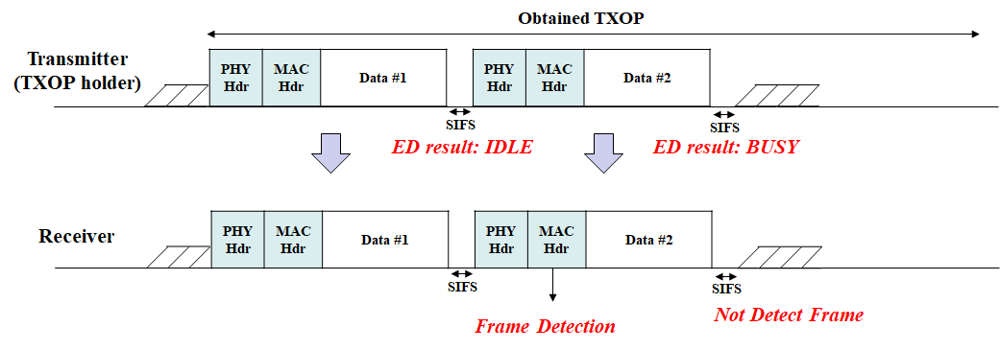 Obtained TXOP
Transmitter
(TXOP holder)
PHY
Hdr
MAC
Hdr
Data #1
PHY
Hdr
MAC
Hdr
Data #2
SIFS
SIFS
ED result: IDLE
ED result: BUSY
Receiver
PHY
Hdr
MAC
Hdr
Data #1
PHY
Hdr
MAC
Hdr
Data #2
SIFS
SIFS
Frame Detection
Not Detect Frame